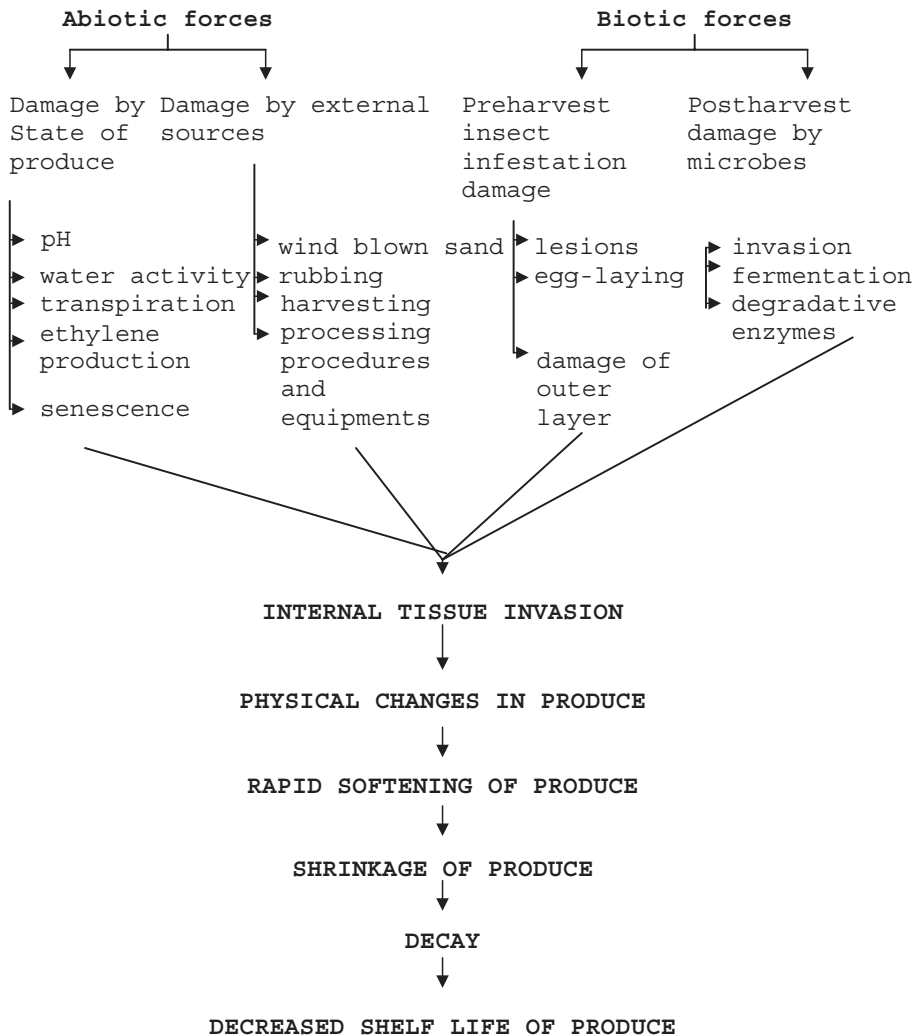 Abiotic forces
Biotic forces
Damage by
State of
produce
Damage by external
sources
Preharvest
insect
infestation
damage
Postharvest
damage by
microbes
pH
water activity
transpiration
ethylene
production
senescence
wind blown sand
rubbing
harvesting
processing
procedures
and
equipments
lesions
egg-laying
damage of
outer
layer
invasion
fermentation
degradative
enzymes
INTERNAL TISSUE INVASION
PHYSICAL CHANGES IN PRODUCE
RAPID SOFTENING OF PRODUCE
SHRINKAGE OF PRODUCE
DECAY
DECREASED SHELF LIFE OF PRODUCE